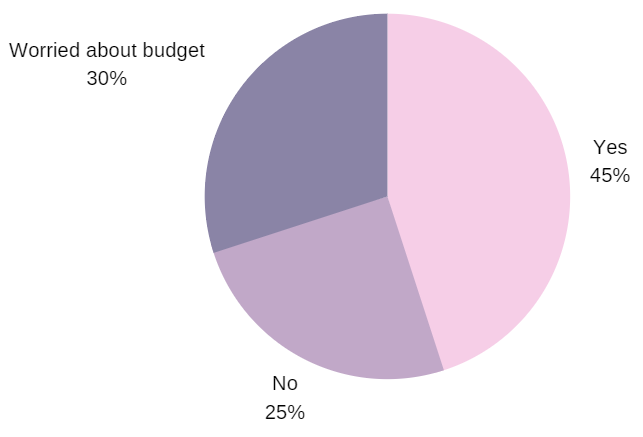 Worried about budget
30%
Yes
45%
No
25%